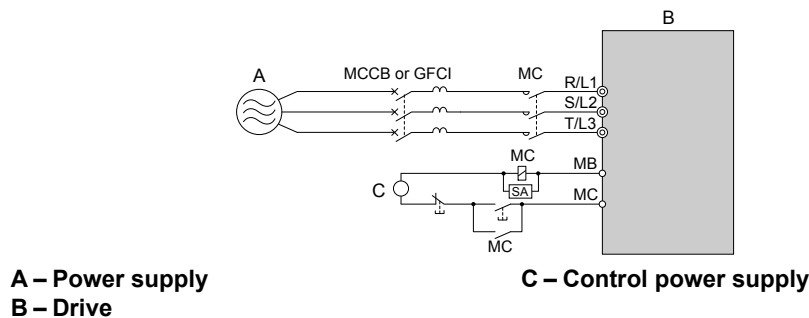 B
A
MCCB or GFCI
MC
R/L1
S/L2
T/L3
MC
MB
C
SA
MC
MC
A – Power supply
B – Drive
C – Control power supply